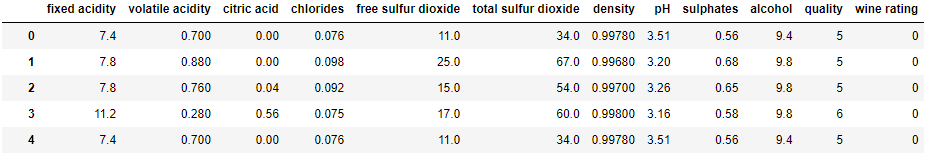 fixed acidity volatile acidity citric acid chlorides free sulfur dioxide total sulfur dioxide density pH sulphates alcohol quality wine rating
0 7.4 0.700 0.00 0.076 11.0 34.0 0.99780 3.51 0.56 9.4 5 0
1 7.8 0.880 0.00 0.098 25.0 67.0 0.99680 3.20 0.68 9.8 5 0
2 7.8 0.760 0.04 0.092 15.0 54.0 0.99700 3.26 0.65 9.8 5 0
3 11.2 0.280 0.56 0.075 17.0 60.0 0.99800 3.16 0.58 9.8 6 0
4 7.4 0.700 0.00 0.076 11.0 34.0 0.99780 3.51 0.56 9.4 5 0